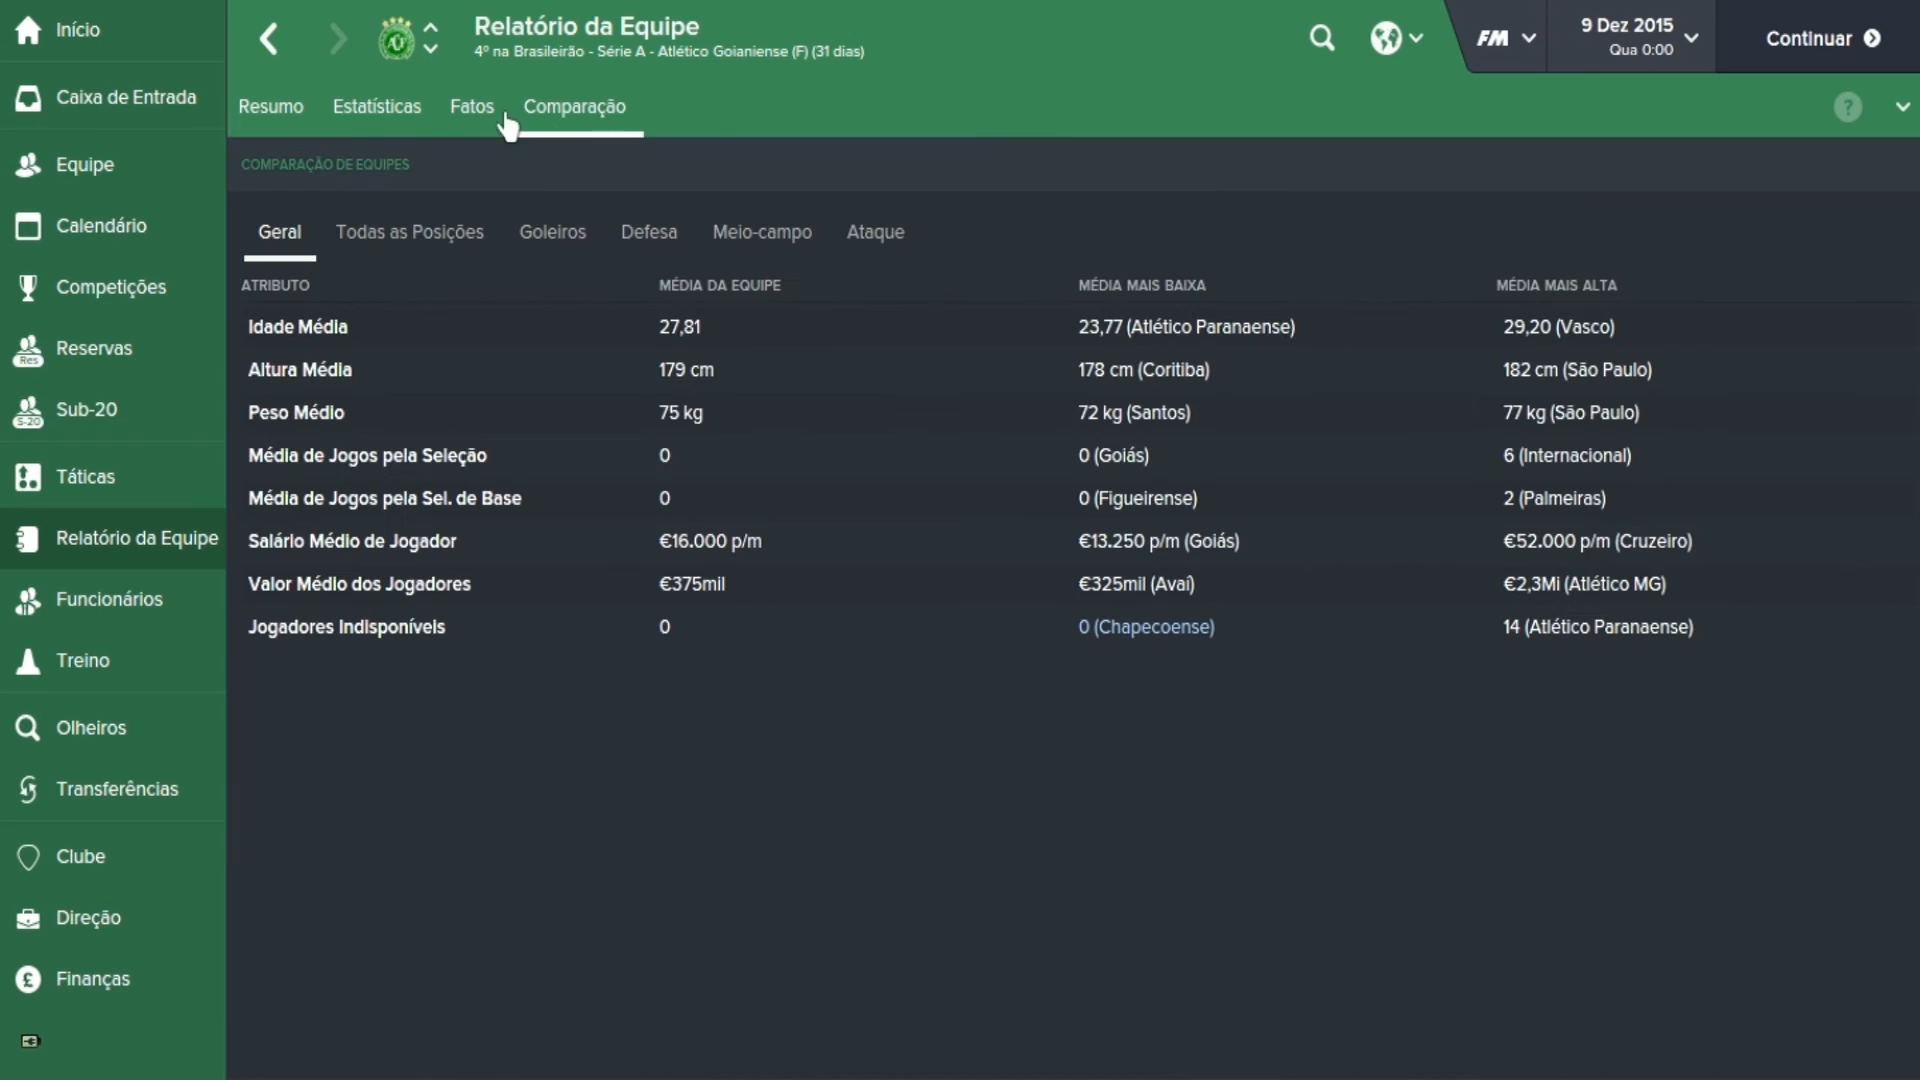 Início
Caixa de Entrada
Equipe
Calendário
Competições
Reservas
Res
Sub-20
S-20
Táticas
Relatório da Equipe
Funcionários
Treino
Olheiros
Transferências
Clube
Direção
Finanças
Relatório da Equipe
4º na Brasileirão - Série A - Atlético Goianiense (F) (31 dias)
FM
9 Dez 2015
Qua 0:00
Continuar
Resumo Estatísticas Fatos Comparação
?
COMPARAÇÃO DE EQUIPES
Geral Todas as Posições Goleiros Defesa Meio-campo Ataque
ATRIBUTO MÉDIA DA EQUIPE MÉDIA MAIS BAIXA MÉDIA MAIS ALTA
Idade Média 27,81 23,77 (Atlético Paranaense) 29,20 (Vasco)
Altura Média 179 cm 178 cm (Coritiba) 182 cm (São Paulo)
Peso Médio 75 kg 72 kg (Santos) 77 kg (São Paulo)
Média de Jogos pela Seleção 0 0 (Goiás) 6 (Internacional)
Média de Jogos pela Sel. de Base 0 0 (Figueirense) 2 (Palmeiras)
Salário Médio de Jogador €16.000 p/m €13.250 p/m (Goiás) €52.000 p/m (Cruzeiro)
Valor Médio dos Jogadores €375mil €325mil (Avaí) €2,3Mi (Atlético MG)
Jogadores Indisponíveis 0 0 (Chapecoense) 14 (Atlético Paranaense)